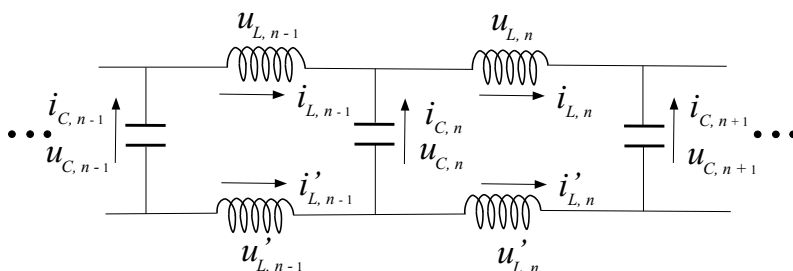 u_{L, n-1}
u_{L, n}
i_{C, n-1}
u_{C, n-1}
i_{L, n-1}
i_{C, n}
u_{C, n}
i_{L, n}
i_{C, n+1}
u_{C, n+1}
i'_{L, n-1}
i'_{L, n}
u'_{L, n-1}
u'_{L, n}